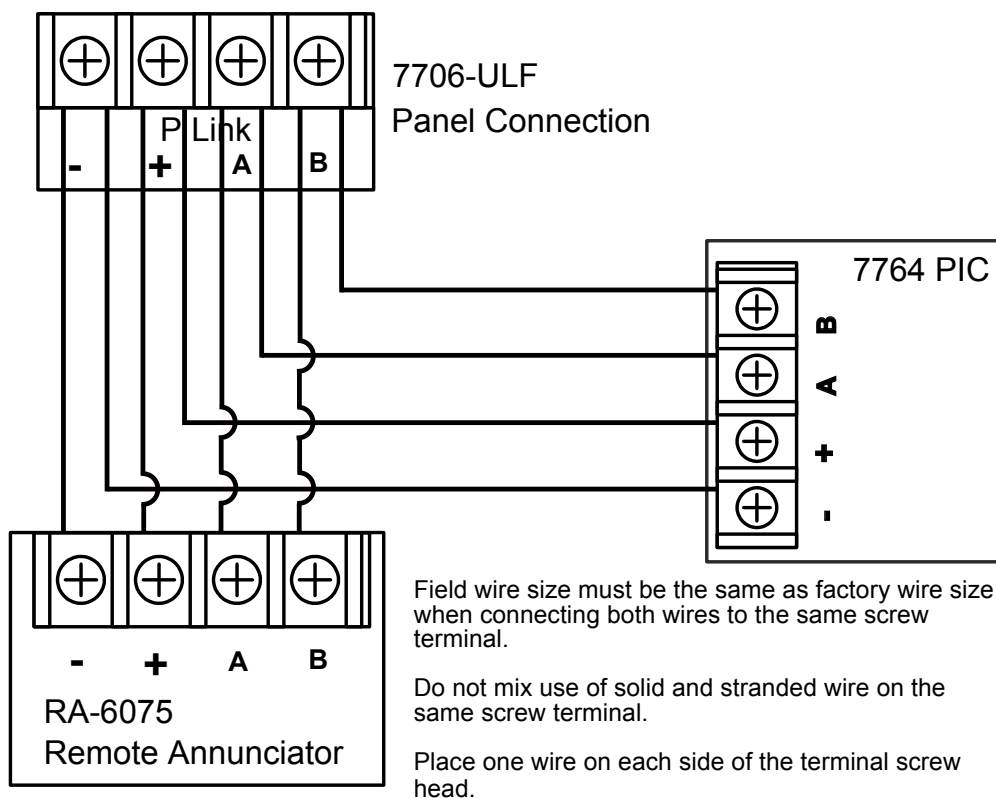 7706-ULF
Panel Connection
P Link
- + A B
7764 PIC
B
A
+
-
- + A B
RA-6075
Remote Annunciator
Field wire size must be the same as factory wire size
when connecting both wires to the same screw
terminal.
Do not mix use of solid and stranded wire on the
same screw terminal.
Place one wire on each side of the terminal screw
head.